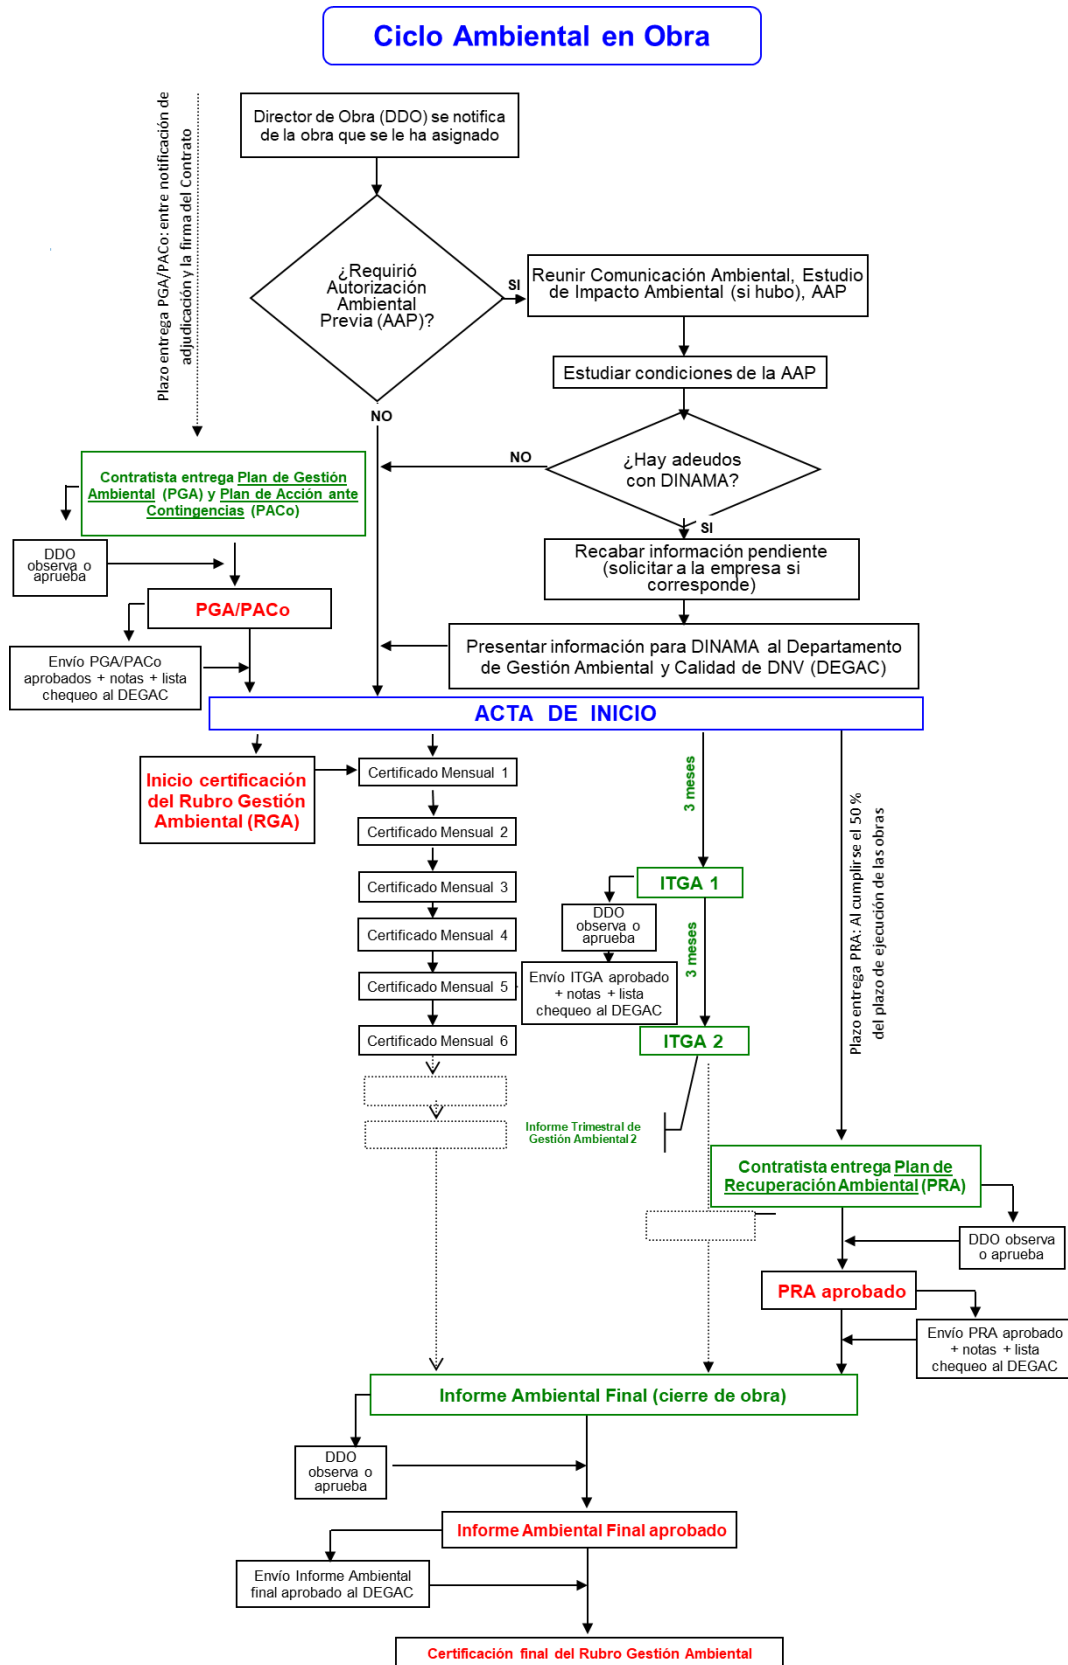 Ciclo Ambiental en Obra
Plazo entrega PGA/PACo: entre notificación de
adjudicación y la firma del Contrato
Director de Obra (DDO) se notifica
de la obra que se le ha asignado
¿Requirió
Autorización
Ambiental
Previa (AAP)?
SI
Reunir Comunicación Ambiental, Estudio
de Impacto Ambiental (si hubo), AAP
Estudiar condiciones de la AAP
NO
¿Hay adeudos
con DINAMA?
NO
SI
Recabar información pendiente
(solicitar a la empresa si
corresponde)
Presentar información para DINAMA al Departamento
de Gestión Ambiental y Calidad de DNV (DEGAC)
Contratista entrega Plan de Gestión
Ambiental (PGA) y Plan de Acción ante
Contingencias (PACo)
DDO
observa o
aprueba
PGA/PACo
Envío PGA/PACo
aprobados + notas + lista
chequeo al DEGAC
ACTA DE INICIO
Inicio certificación
del Rubro Gestión
Ambiental (RGA)
Certificado Mensual 1
Certificado Mensual 2
Certificado Mensual 3
Certificado Mensual 4
Certificado Mensual 5
Certificado Mensual 6
3 meses
ITGA 1
DDO
observa o
aprueba
Envío ITGA aprobado
+ notas + lista
chequeo al DEGAC
3 meses
ITGA 2
Informe Trimestral de
Gestión Ambiental 2
Plazo entrega PRA: Al cumplirse el 50 %
del plazo de ejecución de las obras
Contratista entrega Plan de
Recuperación Ambiental (PRA)
DDO observa
o aprueba
PRA aprobado
Envío PRA aprobado
+ notas + lista
chequeo al DEGAC
Informe Ambiental Final (cierre de obra)
DDO
observa o
aprueba
Informe Ambiental Final aprobado
Envío Informe Ambiental
final aprobado al DEGAC
Certificación final del Rubro Gestión Ambiental